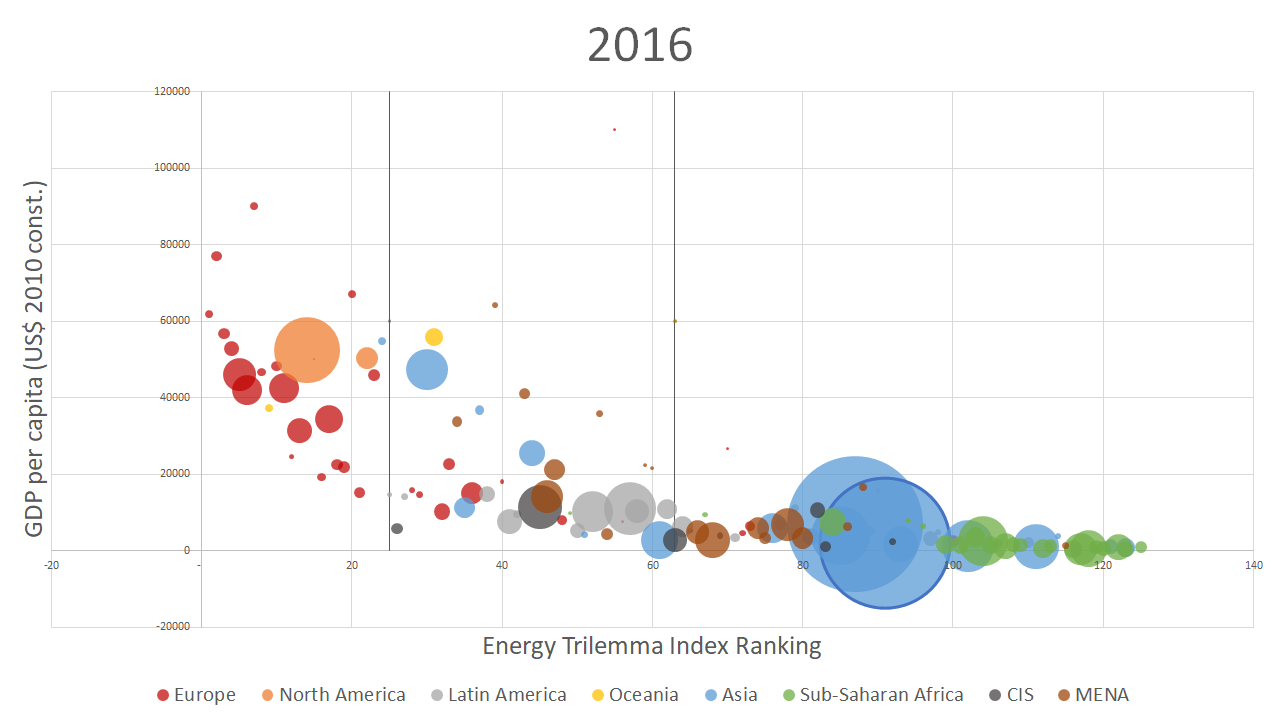 2016
120000
100000
80000
60000
40000
20000
0
-20000
-20 - 20 40 60 80 100 120 140
GDP per capita (US$ 2010 const.)
Energy Trilemma Index Ranking
Europe North America Latin America Oceania Asia Sub-Saharan Africa CIS MENA